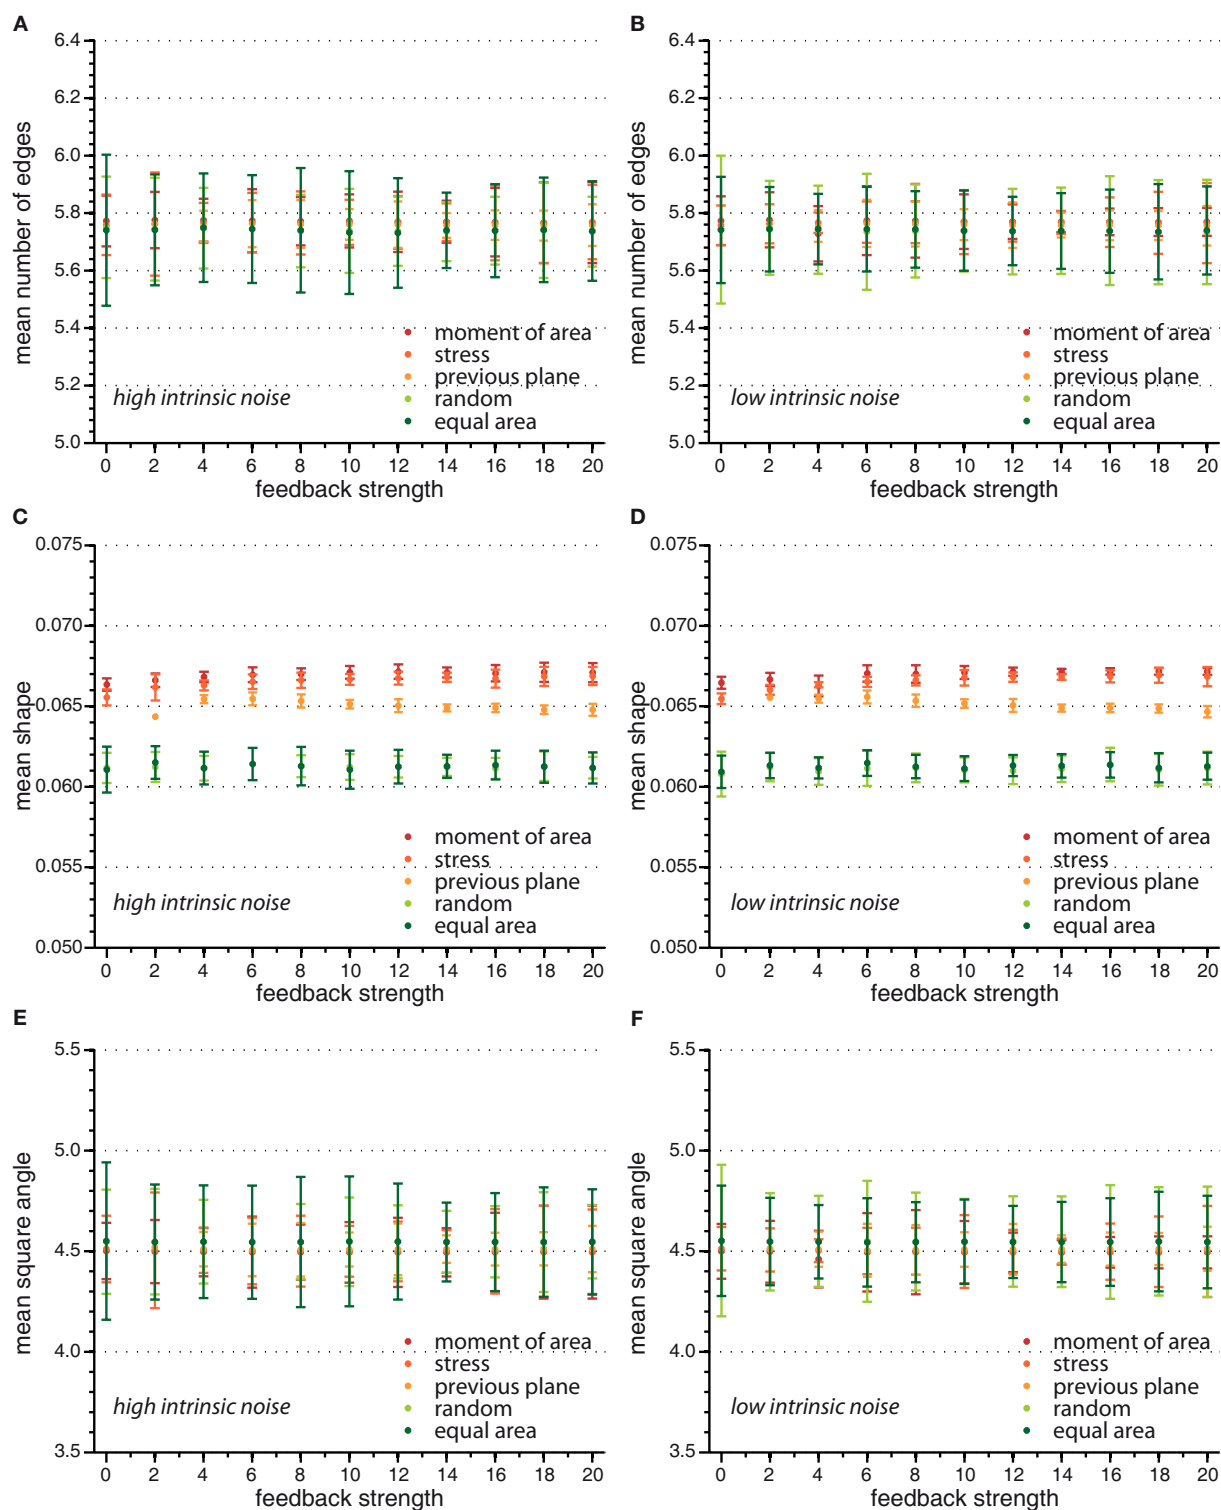 A
6.4
6.2
6.0
5.8
5.6
5.4
5.2
5.0
mean number of edges
moment of area
stress
previous plane
random
equal area
high intrinsic noise
0 2 4 6 8 10 12 14 16 18 20
feedback strength
B
6.4
6.2
6.0
5.8
5.6
5.4
5.2
5.0
mean number of edges
moment of area
stress
previous plane
random
equal area
low intrinsic noise
0 2 4 6 8 10 12 14 16 18 20
feedback strength
C
0.075
0.070
0.065
0.060
0.055
0.050
mean shape
moment of area
stress
previous plane
random
equal area
high intrinsic noise
0 2 4 6 8 10 12 14 16 18 20
feedback strength
D
0.075
0.070
0.065
0.060
0.055
0.050
mean shape
moment of area
stress
previous plane
random
equal area
low intrinsic noise
0 2 4 6 8 10 12 14 16 18 20
feedback strength
E
5.5
5.0
4.5
4.0
3.5
mean square angle
moment of area
stress
previous plane
random
equal area
high intrinsic noise
0 2 4 6 8 10 12 14 16 18 20
feedback strength
F
5.5
5.0
4.5
4.0
3.5
mean square angle
moment of area
stress
previous plane
random
equal area
low intrinsic noise
0 2 4 6 8 10 12 14 16 18 20
feedback strength